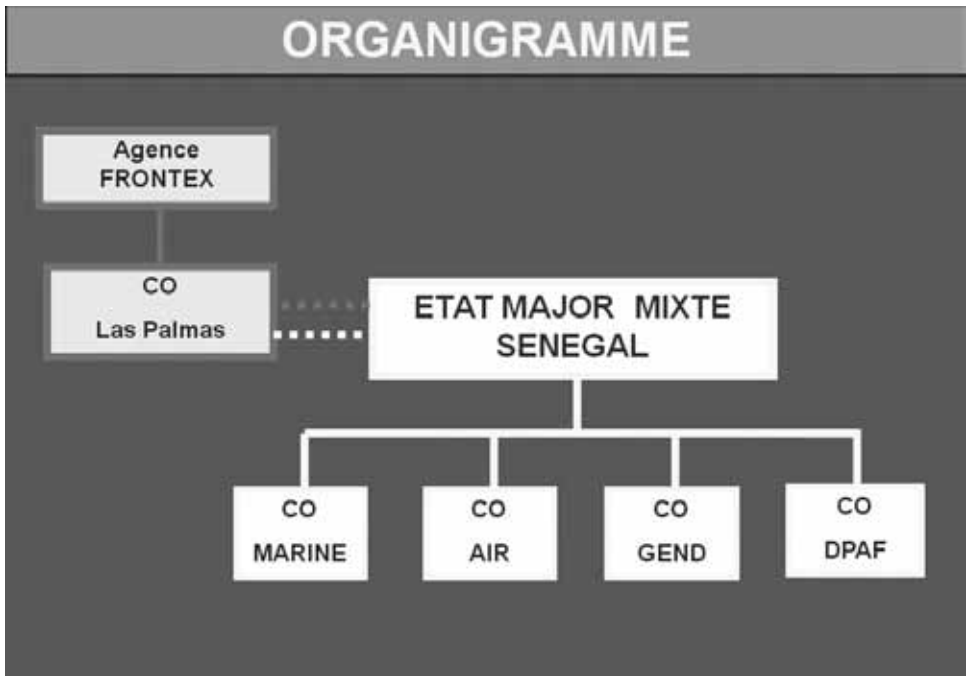 ORGANIGRAMME
Agence
FRONTEX
CO
Las Palmas
ETAT MAJOR MIXTE
SENEGAL
CO
MARINE
CO
AIR
CO
GEND
CO
DPAF